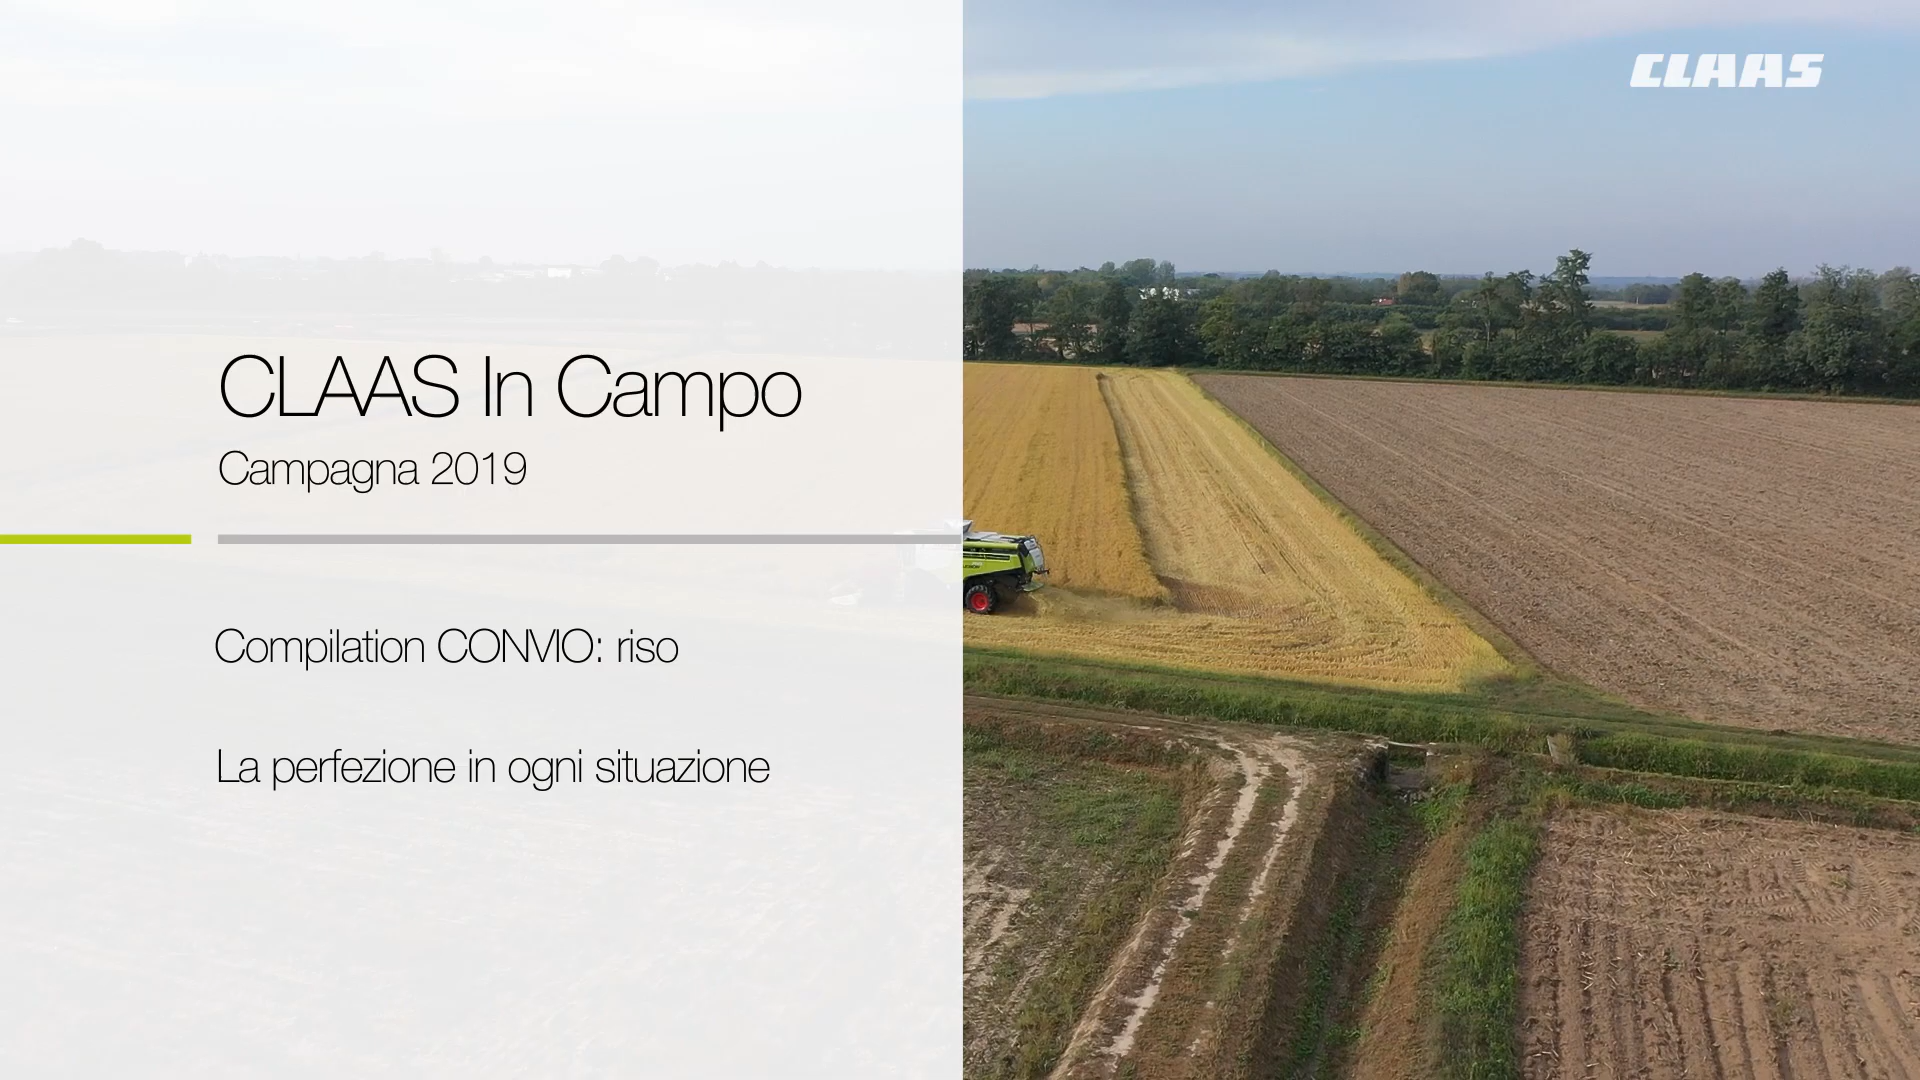 CLAAS
CLAAS In Campo
Campagna 2019
Compilation CONVIO: riso
La perfezione in ogni situazione